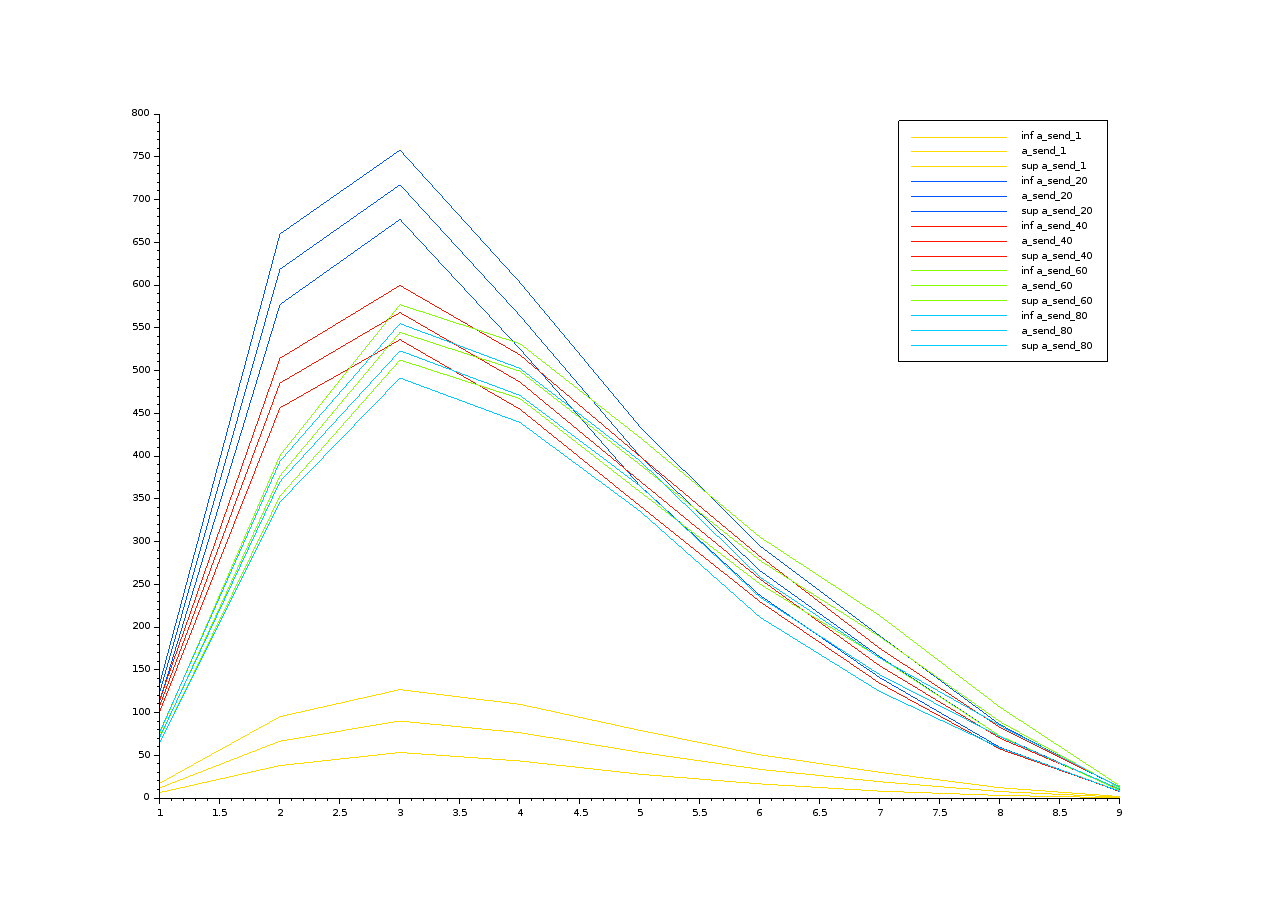 800
750
700
650
600
550
500
450
400
350
300
250
200
150
100
50
0
1 1.5 2 2.5 3 3.5 4 4.5 5 5.5 6 6.5 7 7.5 8 8.5 9
inf a_send_1
a_send_1
sup a_send_1
inf a_send_20
a_send_20
sup a_send_20
inf a_send_40
a_send_40
sup a_send_40
inf a_send_60
a_send_60
sup a_send_60
inf a_send_80
a_send_80
sup a_send_80